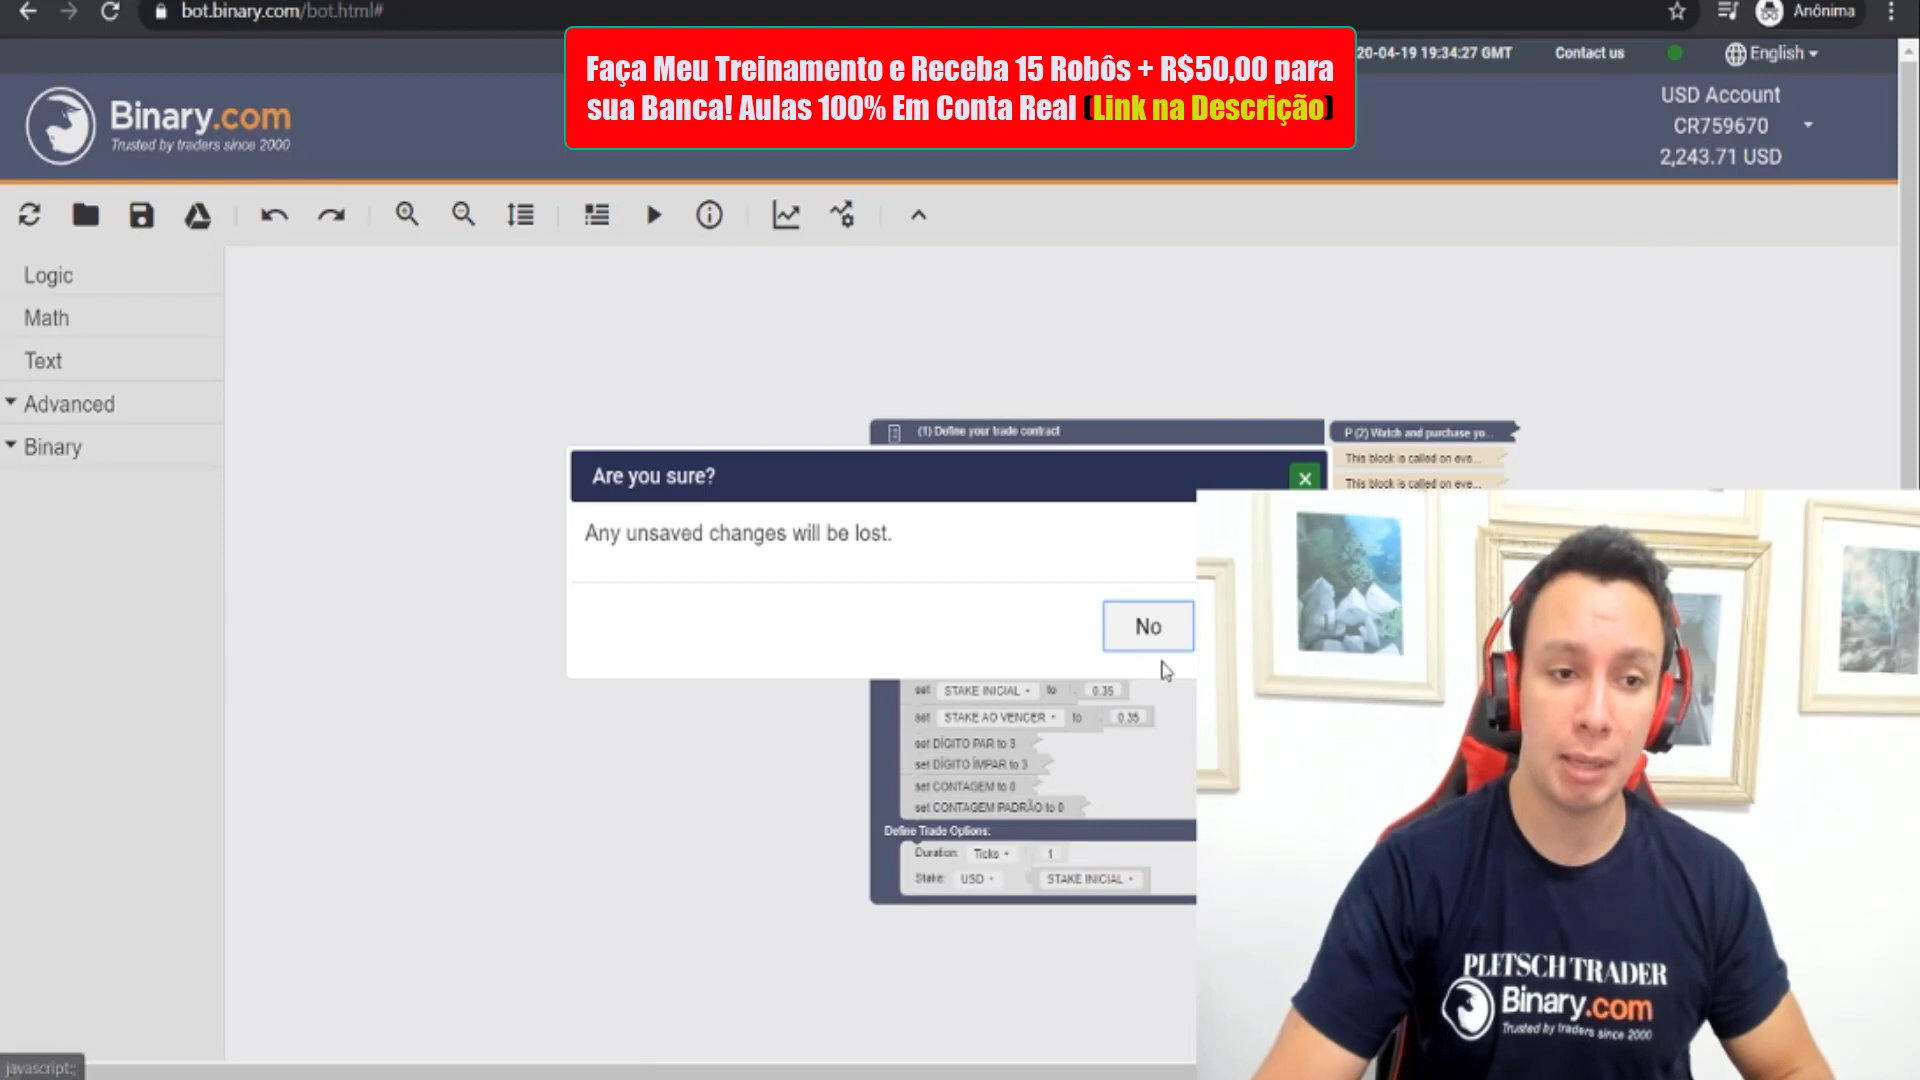 bot.binary.com/bot.html#
Anônima
Faça Meu Treinamento e Receba 15 Robôs + R$50,00 para
sua Banca! Aulas 100% Em Conta Real (Link na Descrição)
20-04-19 19:34:27 GMT
Contact us
English
Binary.com
Trusted by traders since 2000
USD Account
CR759670
2,243.71 USD
Logic
Math
Text
Advanced
Binary
(1) Define your trade contract
P (2) Watch and purchase yo...
This block is called on eve...
This block is called on eve...
Are you sure?
x
Any unsaved changes will be lost.
No
set STAKE INICIAL to 0.35
set STAKE AO VENCER to 0.35
set DÍGITO PAR to 3
set DÍGITO ÍMPAR to 3
set CONTAGEM to 0
set CONTAGEM PADRÃO to 0
Define Trade Options:
Duration: Ticks 1
Stake: USD STAKE INICIAL
PLETSCH TRADER
Binary.com
Trusted by traders since 2000
javascript:;